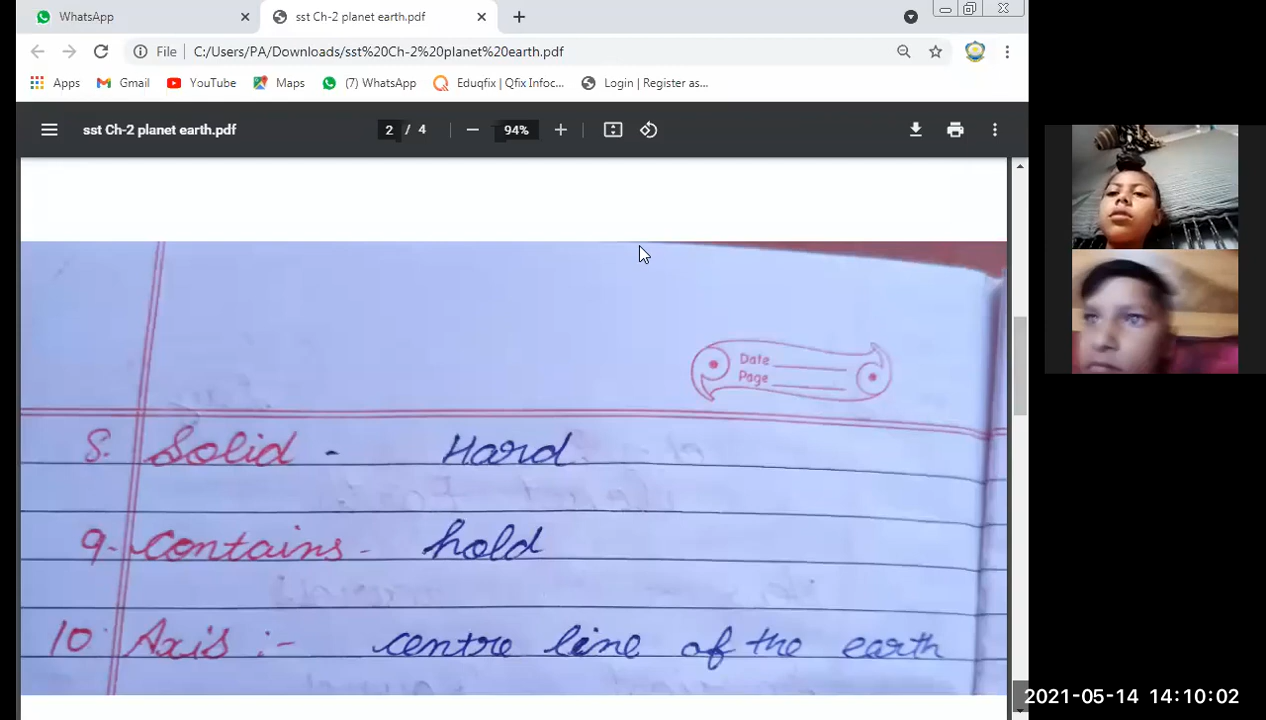 WhatsApp
sst Ch-2 planet earth.pdf
File C:/Users/PA/Downloads/sst%20Ch-2%20planet%20earth.pdf
Apps Gmail YouTube Maps (7) WhatsApp Eduqfix | Qfix Infoc... Login | Register as...
sst Ch-2 planet earth.pdf 2 / 4 94%
Date
Page
8. Solid - Hard
9.- Contains - hold
10 Axis :- centre line of the earth
2021-05-14 14:10:02